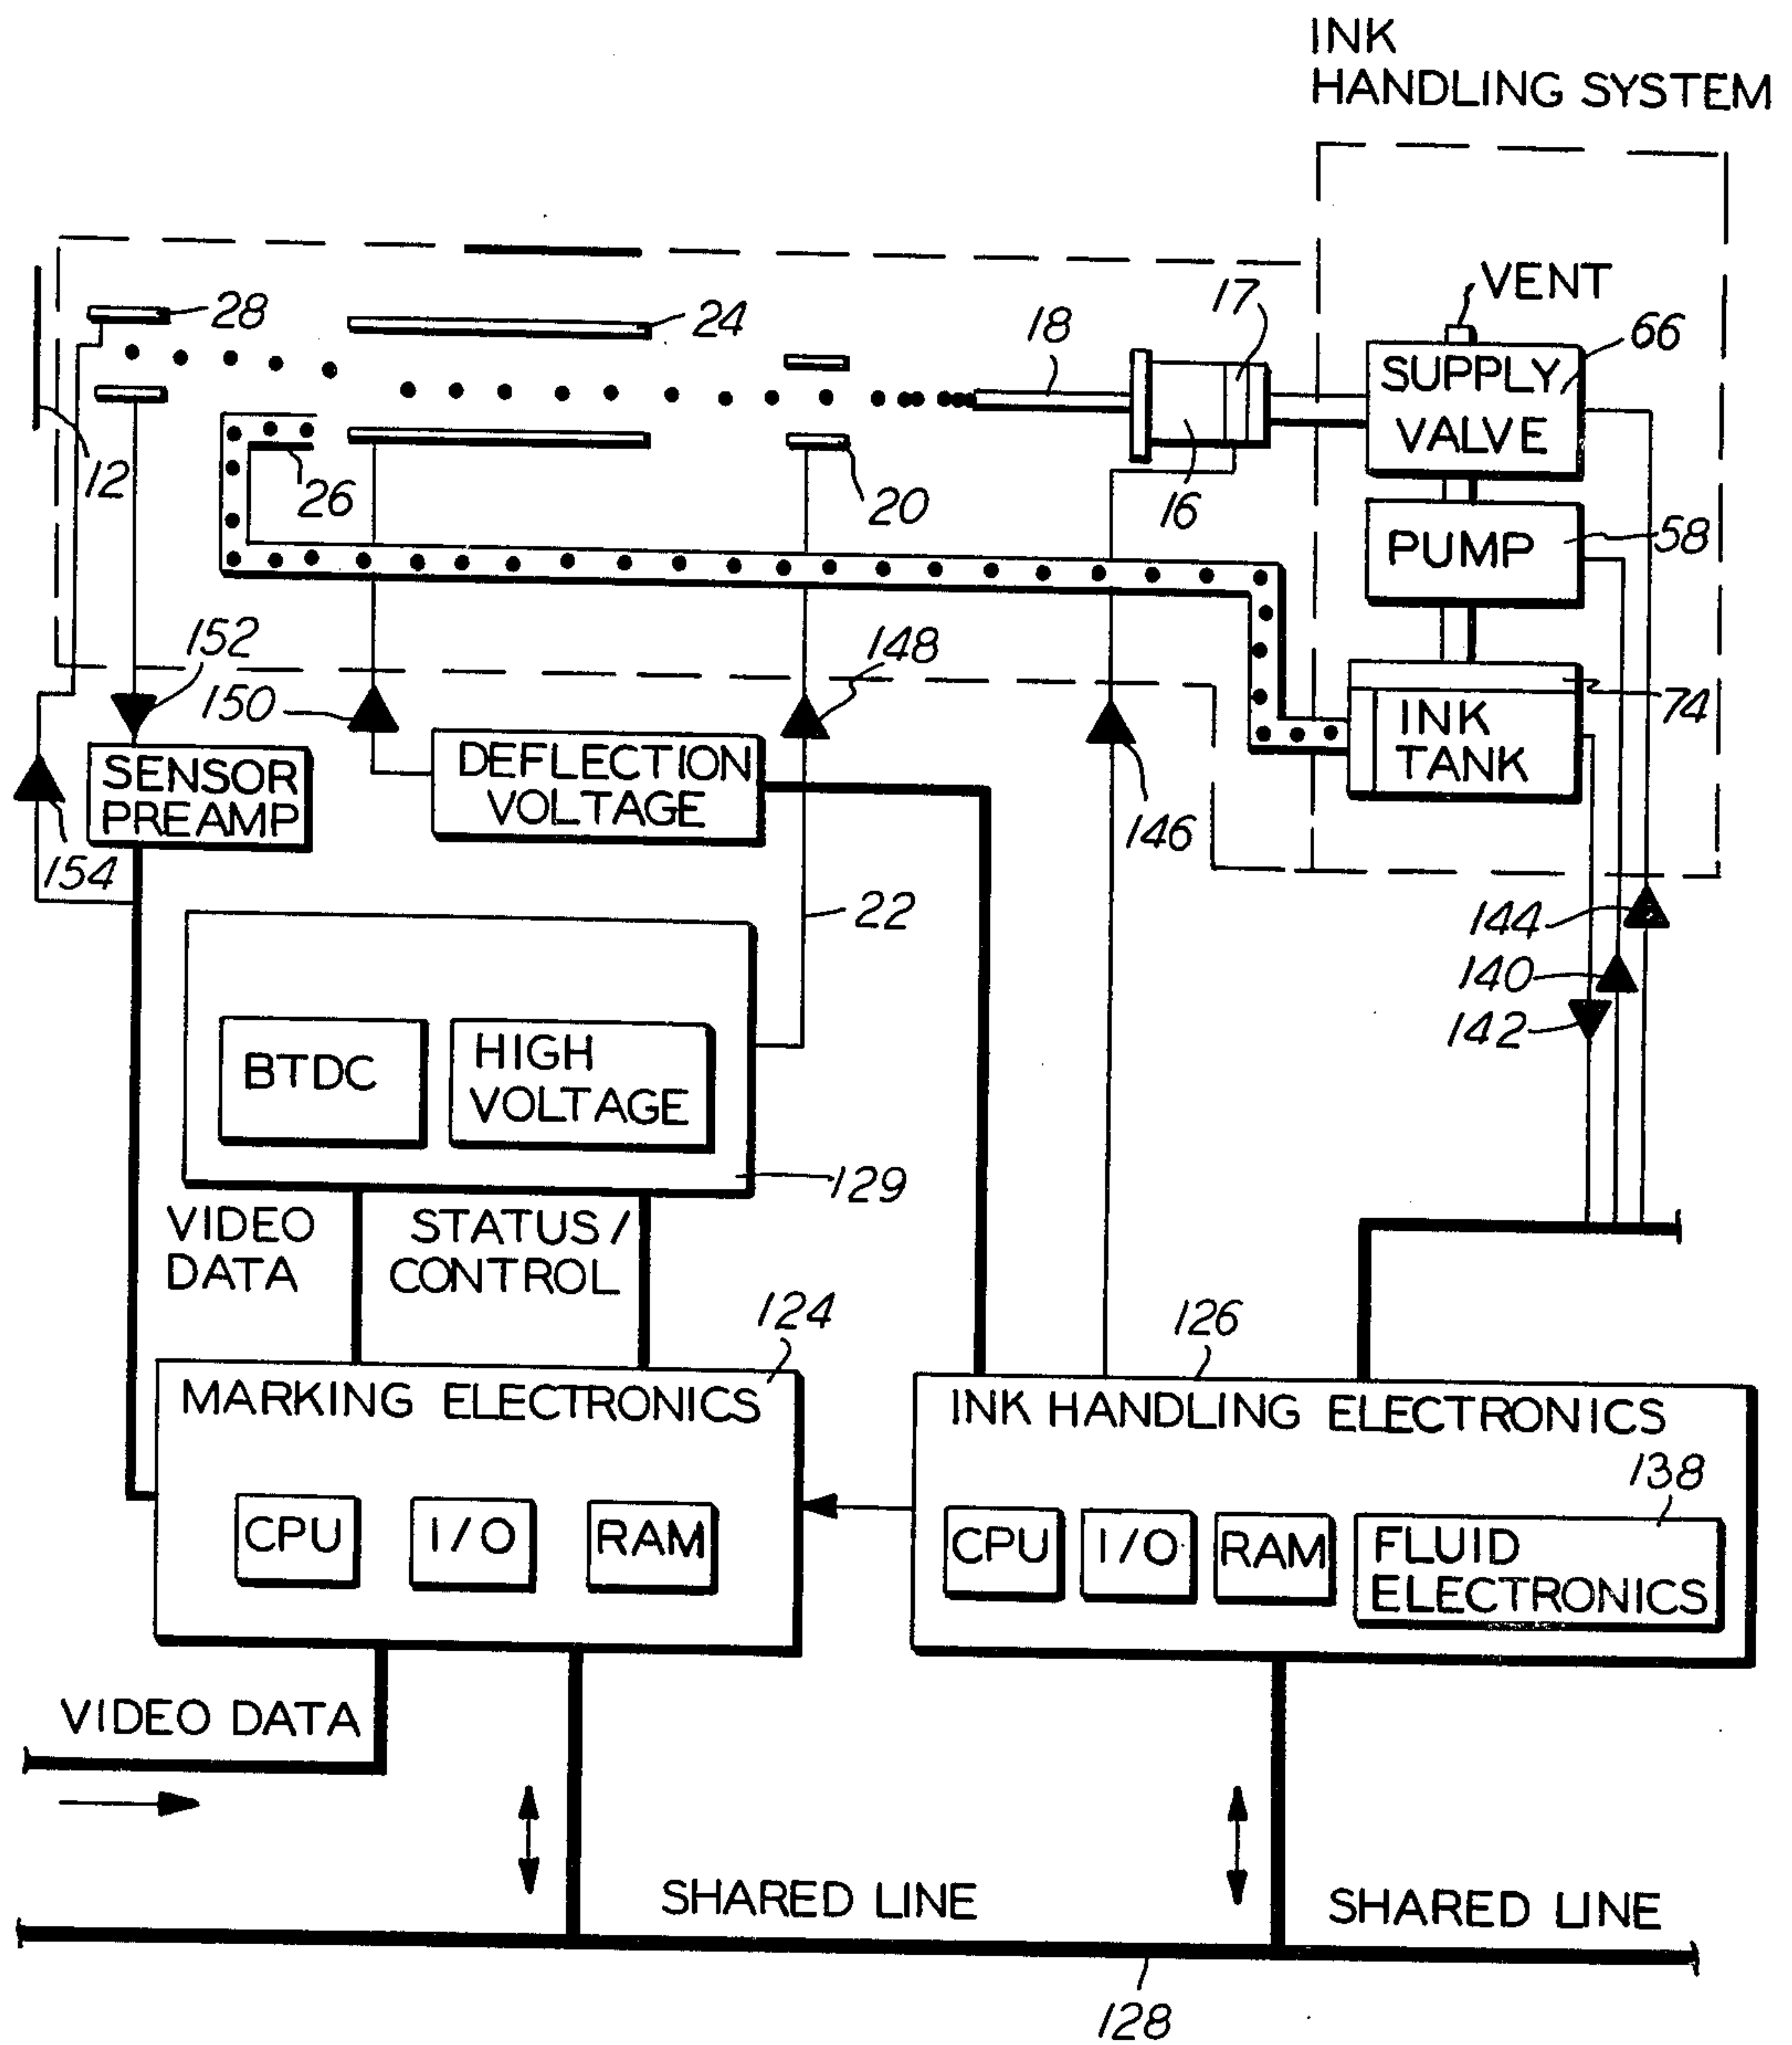 INK
HANDLING SYSTEM
VENT
17
28
24
18
66
SUPPLY
VALVE
12
26
20
16
PUMP
58
152
150
148
74
INK
TANK
SENSOR
PREAMP
DEFLECTION
VOLTAGE
146
154
22
144
140
142
BTDC
HIGH
VOLTAGE
129
VIDEO
DATA
STATUS/
CONTROL
124
126
MARKING ELECTRONICS
INK HANDLING ELECTRONICS
138
CPU
I/O
RAM
CPU
I/O
RAM
FLUID
ELECTRONICS
VIDEO DATA
SHARED LINE
SHARED LINE
128